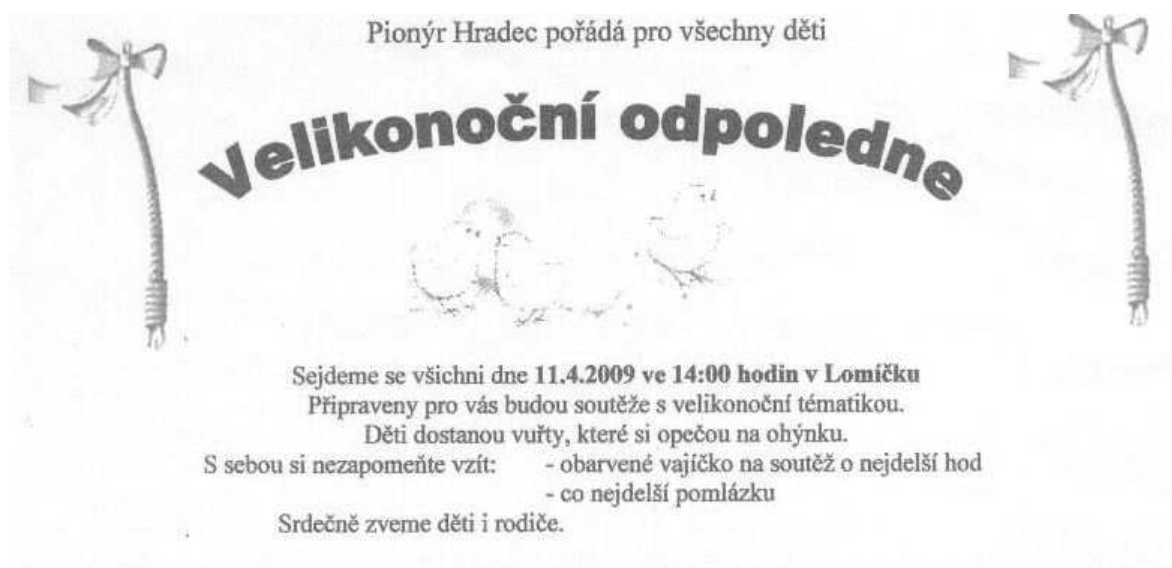 Pionýr Hradec pořádá pro všechny děti
Velikonoční odpoledne
Sejdeme se všichni dne 11.4.2009 ve 14:00 hodin v Lomíčku
Připraveny pro vás budou soutěže s velikonoční tématikou.
Děti dostanou vuřty, které si opečou na ohýnku.
S sebou si nezapomeňte vzít: - obarvené vajíčko na soutěž o nejdelší hod
- co nejdelší pomlázku
Srdečně zveme děti i rodiče.